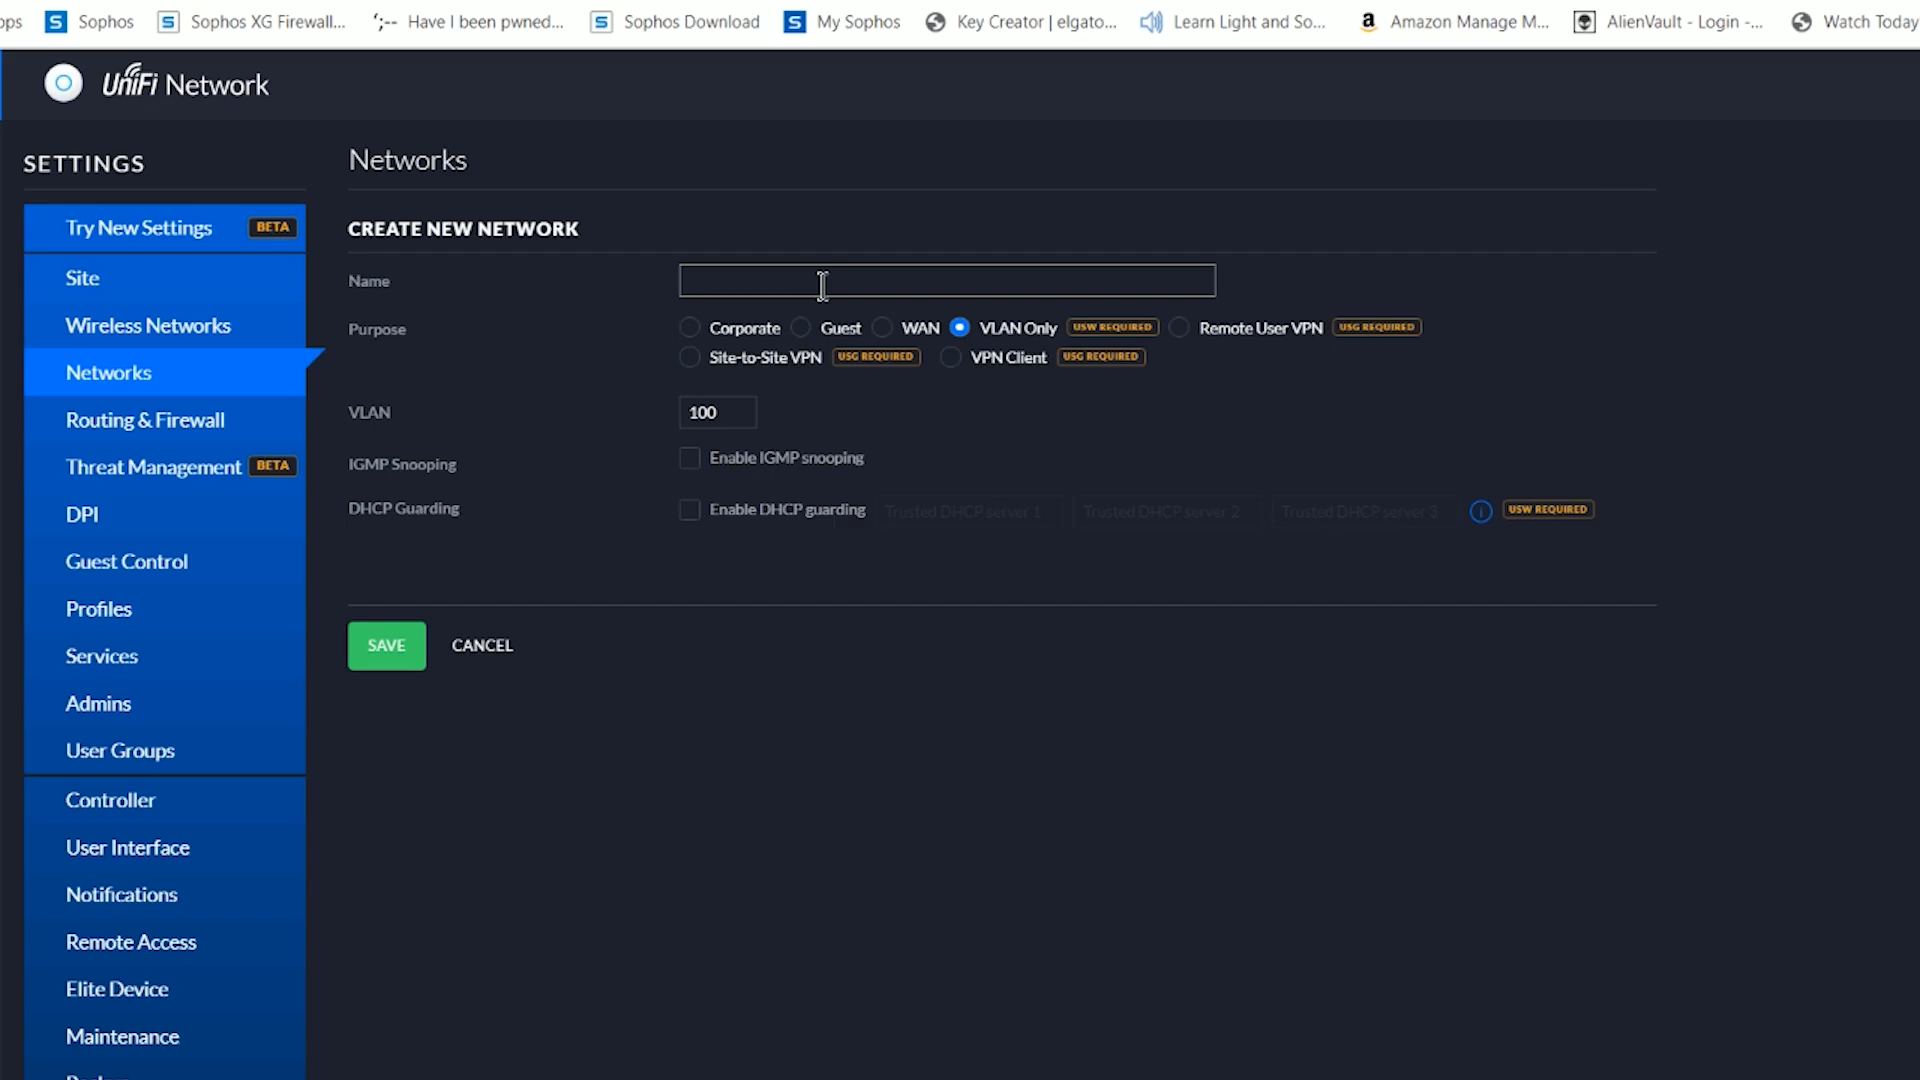 ops Sophos Sophos XG Firewall... Have I been pwned... Sophos Download My Sophos Key Creator | elgato... Learn Light and So... Amazon Manage M... AlienVault - Login -... Watch Today
UniFi Network
SETTINGS
Try New Settings BETA
Site
Wireless Networks
Networks
Routing & Firewall
Threat Management BETA
DPI
Guest Control
Profiles
Services
Admins
User Groups
Controller
User Interface
Notifications
Remote Access
Elite Device
Maintenance
Networks
CREATE NEW NETWORK
Name
Purpose Corporate Guest WAN VLAN Only USW REQUIRED Remote User VPN USG REQUIRED
Site-to-Site VPN USG REQUIRED VPN Client USG REQUIRED
VLAN 100
IGMP Snooping Enable IGMP snooping
DHCP Guarding Enable DHCP guarding Trusted DHCP server 1 Trusted DHCP server 2 Trusted DHCP server 3 USW REQUIRED
SAVE CANCEL